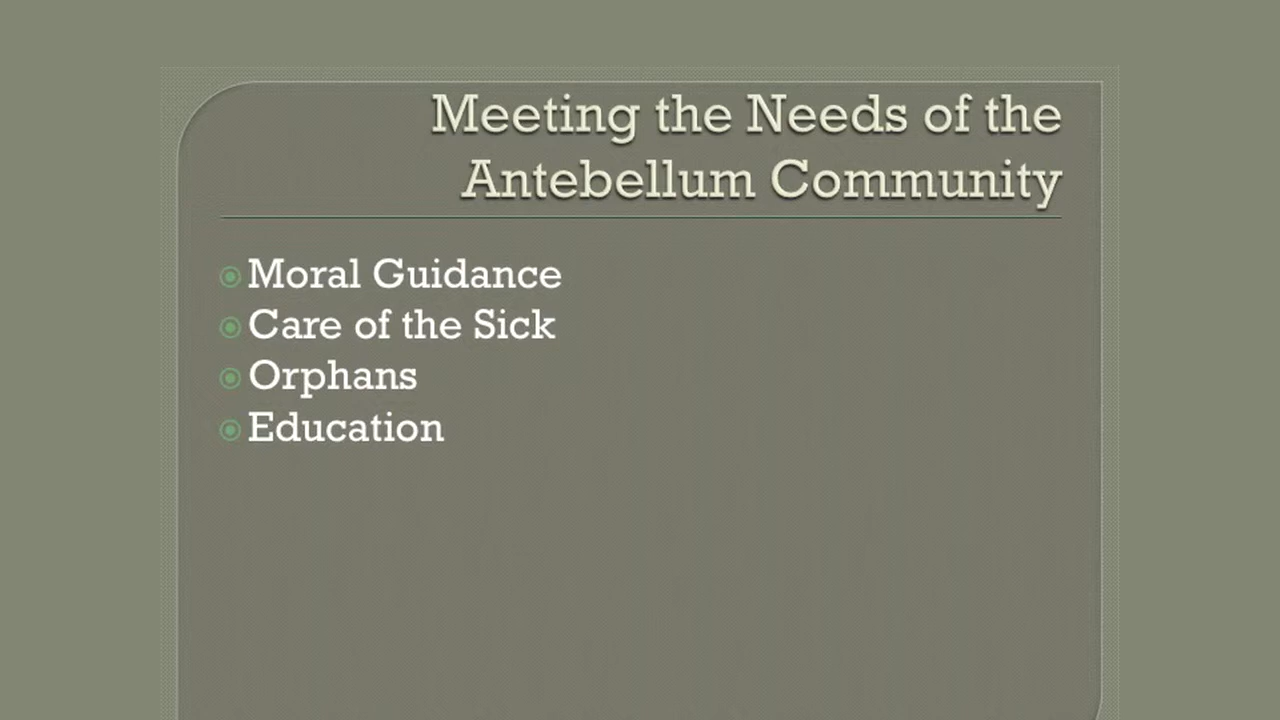 Meeting the Needs of the
Antebellum Community
Moral Guidance
Care of the Sick
Orphans
Education